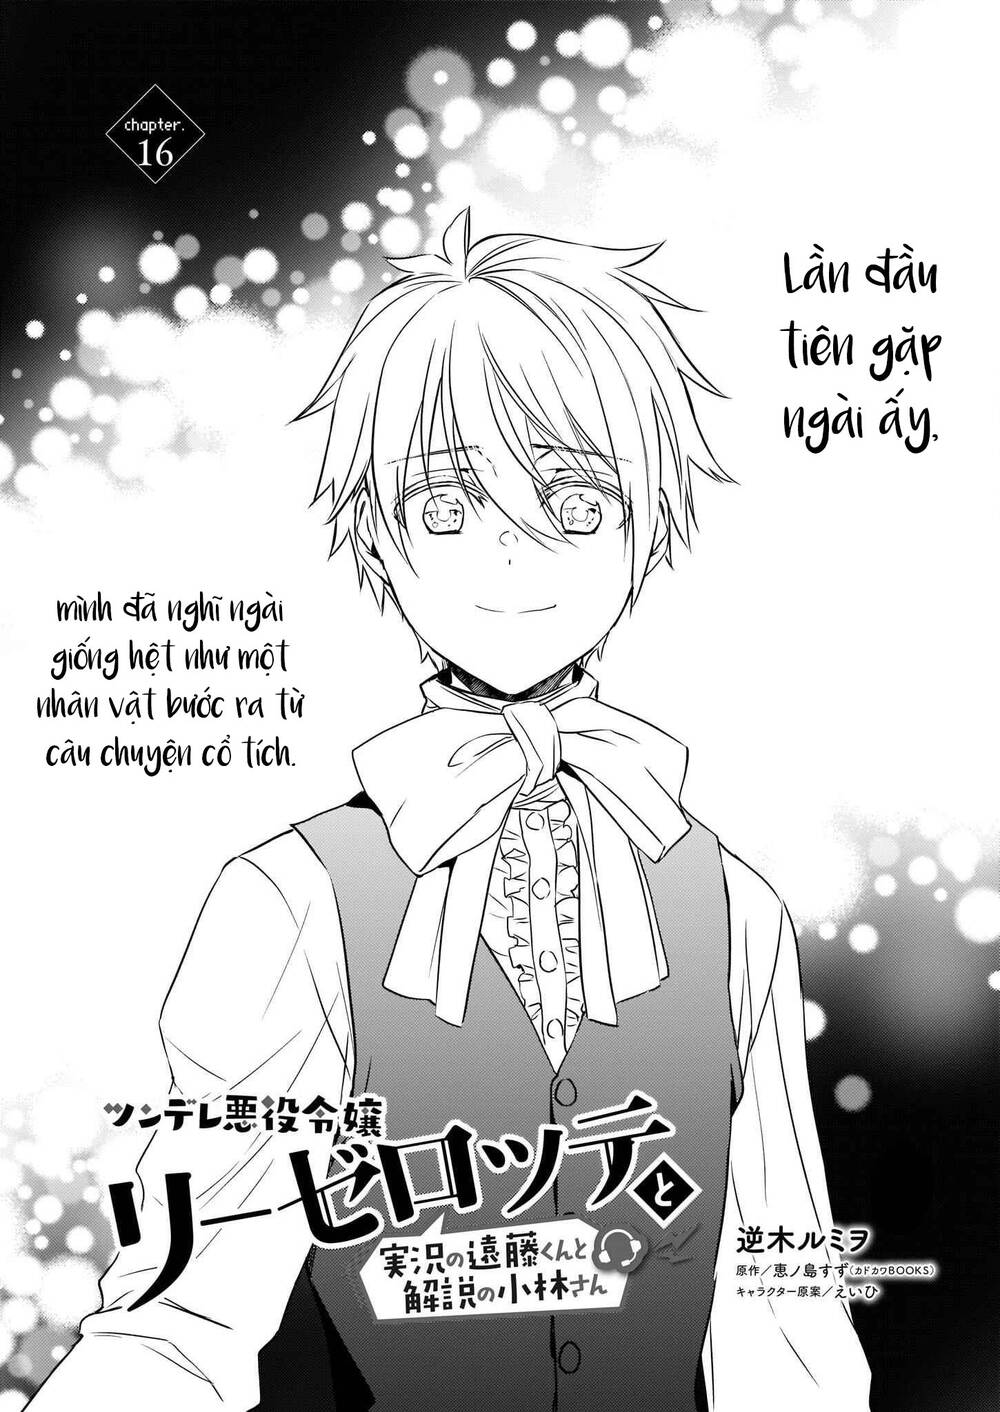 chapter.
16
Lần đầu
tiên gặp
ngài ấy,
mình đã nghĩ ngài
giống hệt như một
nhân vật bước ra từ
câu chuyện cổ tích.
ツンデレ悪役令嬢
リーゼロッテと
実況の遠藤くんと
解説の小林さん
逆木ルミヲ
原作／恵ノ島すず(カドカワBOOKS)
キャラクター原案／えいひ